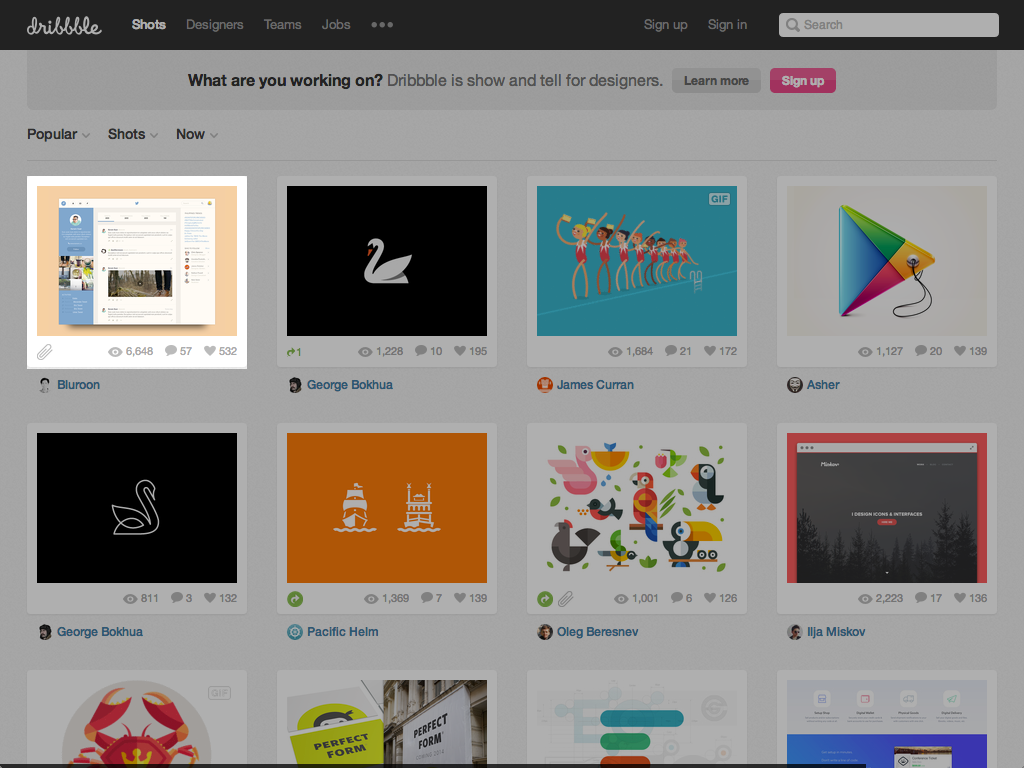 dribbble Shots Designers Teams Jobs Sign up Sign in Search
What are you working on? Dribbble is show and tell for designers. Learn more Sign up
Popular Shots Now
GIF
6,648 57 532
1 1,228 10 195
1,684 21 172
1,127 20 139
Bluroon
George Bokhua
James Curran
Asher
Miskov
I DESIGN ICONS & INTERFACES
811 3 132
1,369 7 139
1,001 6 126
2,223 17 136
George Bokhua
Pacific Helm
Oleg Beresnev
Ilja Miskov
GIF
PERFECT
FORM
PERFECT
FORM